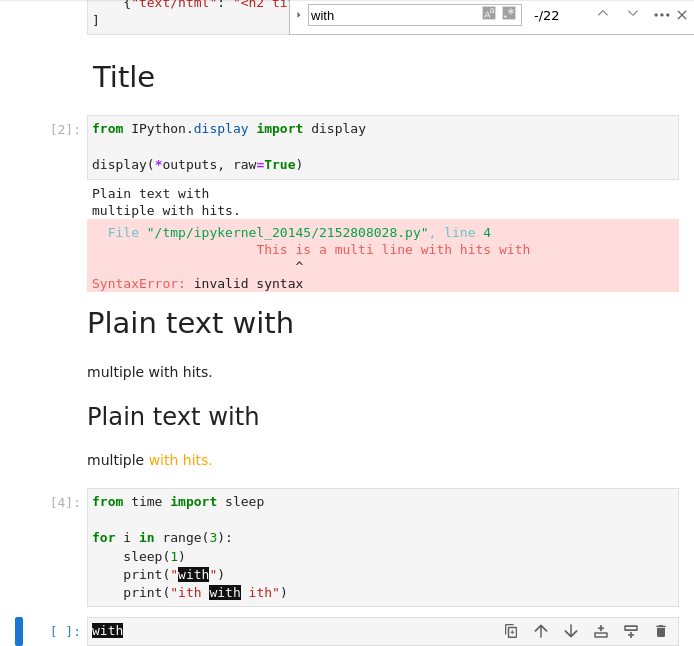 {"text/html": "<h2 ti
]
with
-/22
Title
[2]:
from IPython.display import display
display(*outputs, raw=True)
Plain text with
multiple with hits.
File "/tmp/ipykernel_20145/2152808028.py", line 4
This is a multi line with hits with
^
SyntaxError: invalid syntax
Plain text with
multiple with hits.
Plain text with
multiple with hits.
[4]:
from time import sleep
for i in range(3):
sleep(1)
print("with")
print("ith with ith")
[ ]:
with